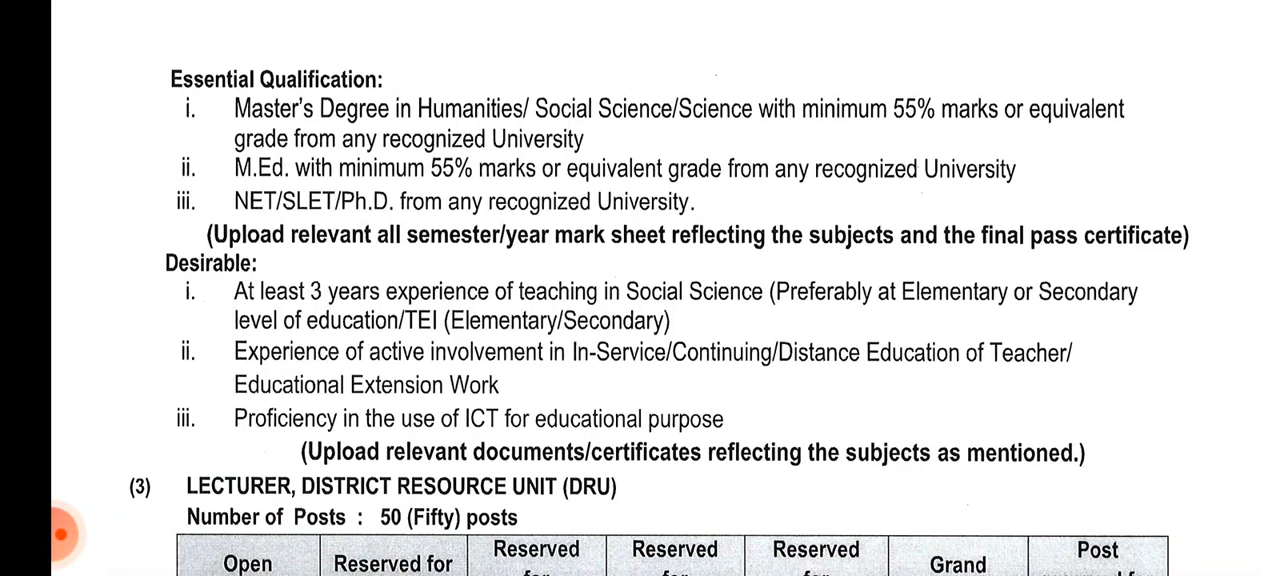 Essential Qualification:
i. Master's Degree in Humanities/ Social Science/Science with minimum 55% marks or equivalent
grade from any recognized University
ii. M.Ed. with minimum 55% marks or equivalent grade from any recognized University
iii. NET/SLET/Ph.D. from any recognized University.
(Upload relevant all semester/year mark sheet reflecting the subjects and the final pass certificate)
Desirable:
i. At least 3 years experience of teaching in Social Science (Preferably at Elementary or Secondary
level of education/TEI (Elementary/Secondary)
ii. Experience of active involvement in In-Service/Continuing/Distance Education of Teacher/
Educational Extension Work
iii. Proficiency in the use of ICT for educational purpose
(Upload relevant documents/certificates reflecting the subjects as mentioned.)
(3) LECTURER, DISTRICT RESOURCE UNIT (DRU)
Number of Posts : 50 (Fifty) posts
Open Reserved for Reserved Reserved Reserved Grand Post